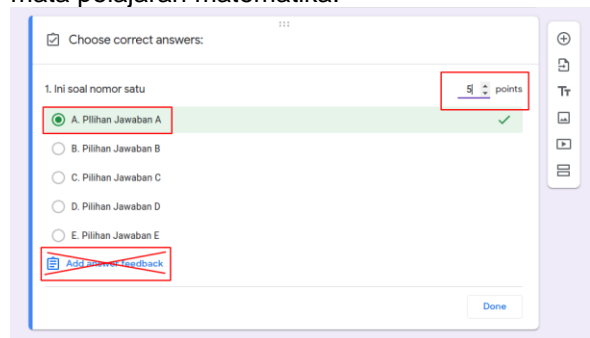 mata pelajaran matematika.
Choose correct answers:
1. Ini soal nomor satu
5 points
A. PIlihan Jawaban A
B. Pilihan Jawaban B
C. Pilihan Jawaban C
D. Pilihan Jawaban D
E. Pilihan Jawaban E
Add answer feedback
Done
Tт